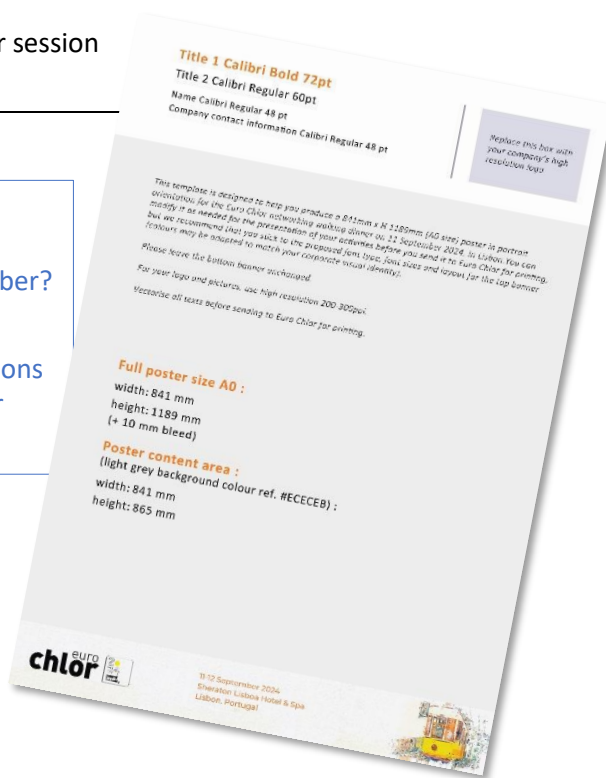 r session
ber?
ons
Title 1 Calibri Bold 72pt
Title 2 Calibri Regular 60pt
Name Calibri Regular 48 pt
Company contact information Calibri Regular 48 pt
Replace this box with
your company's high
resolution logo
This template is designed to help you produce a 841mm x H 1189mm (A0 size) poster in portrait
orientation for the Euro Chlor networking walking dinner on 11 September 2024, in Lisbon. You can
modify it as needed for the presentation of your activities before you send it to Euro Chlor for printing,
but we recommend that you stick to the proposed font type, font sizes and layout for the top banner
(colours may be adapted to match your corporate visual identity).
Please leave the bottom banner unchanged.
For your logo and pictures, use high resolution 200-300ppi.
Vectorise all texts before sending to Euro Chlor for printing.
Full poster size A0 :
width: 841 mm
height: 1189 mm
(+ 10 mm bleed)
Poster content area :
(light grey background colour ref. #ECECEB) :
width: 841 mm
height: 865 mm
euro
chlor
11-12 September 2024
Sheraton Lisboa Hotel & Spa
Lisbon, Portugal